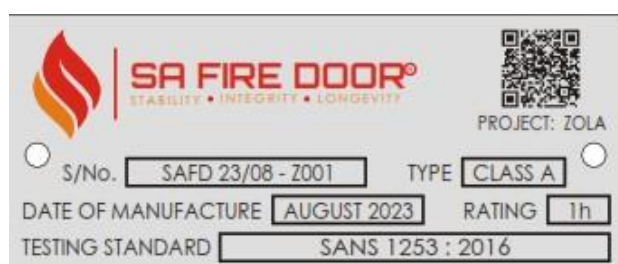 SA FIRE DOOR®
STABILITY • INTEGRITY • LONGEVITY
PROJECT: ZOLA
S/No. SAFD 23/08 - Z001 TYPE CLASS A
DATE OF MANUFACTURE AUGUST 2023 RATING 1h
TESTING STANDARD SANS 1253 : 2016